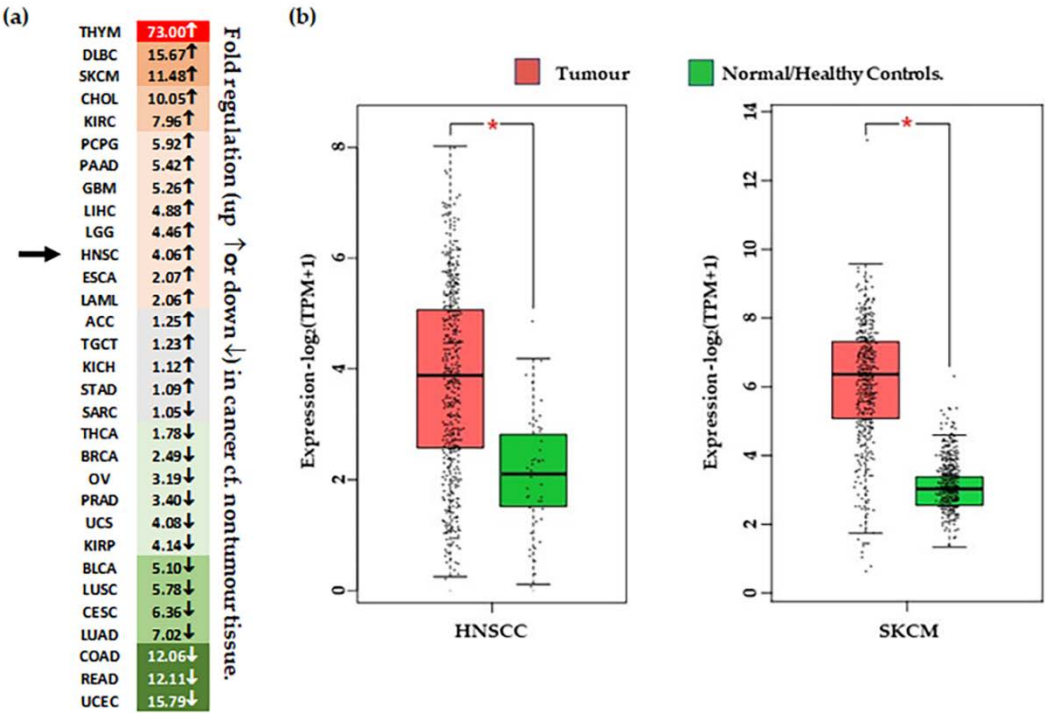 (a)
THYM 73.00↑
DLBC 15.67↑
SKCM 11.48↑
CHOL 10.05↑
KIRC 7.96↑
PCPG 5.92↑
PAAD 5.42↑
GBM 5.26↑
LIHC 4.88↑
LGG 4.46↑
HNSC 4.06↑
ESCA 2.07↑
LAML 2.06↑
ACC 1.25↑
TGCT 1.23↑
KICH 1.12↑
STAD 1.09↑
SARC 1.05↓
THCA 1.78↓
BRCA 2.49↓
OV 3.19↓
PRAD 3.40↓
UCS 4.08↓
KIRP 4.14↓
BLCA 5.10↓
LUSC 5.78↓
CESC 6.36↓
LUAD 7.02↓
COAD 12.06↓
READ 12.11↓
UCEC 15.79↓
Fold regulation (up ↑ or down ↓) in cancer cf. nontumour tissue.
(b)
Tumour
Normal/Healthy Controls.
Expression -log₂(TPM+1)
8
6
4
2
0
*
HNSCC
Expression -log₂(TPM+1)
14
12
10
8
6
4
2
0
*
SKCM